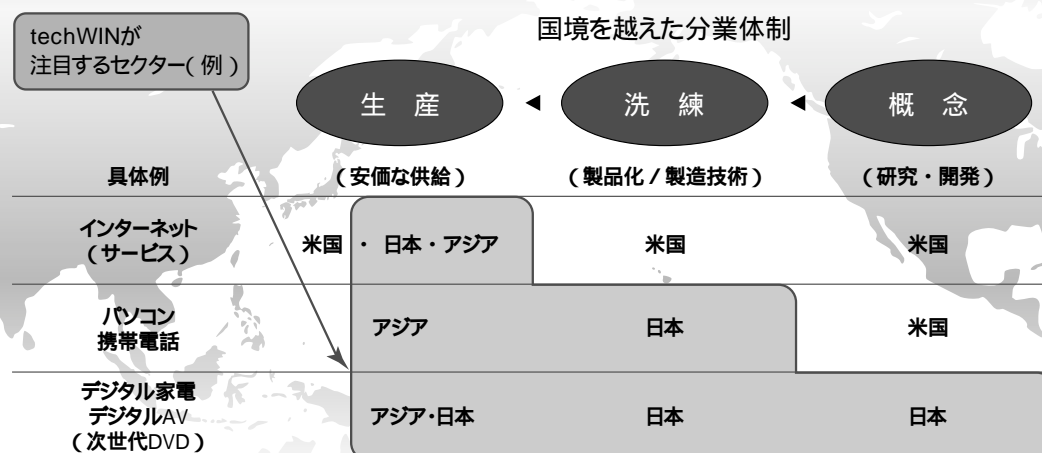 techWINが
注目するセクター(例)
国境を越えた分業体制
生 産 ◀ 洗 練 ◀ 概 念
具体例 (安価な供給) (製品化/製造技術) (研究・開発)
インターネット
(サービス)
米国 ・ 日本・アジア 米国 米国
パソコン
携帯電話
アジア 日本 米国
デジタル家電
デジタルAV
(次世代DVD)
アジア・日本 日本 日本